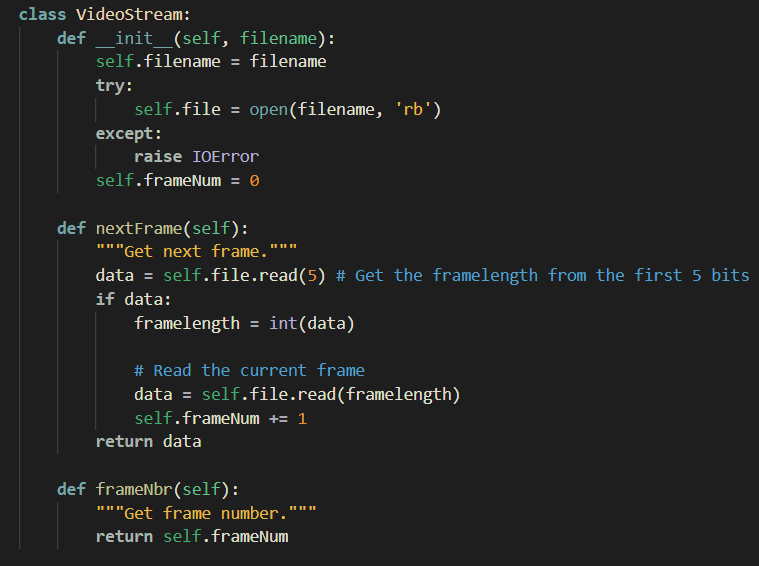 class VideoStream:
    def __init__(self, filename):
        self.filename = filename
        try:
            self.file = open(filename, 'rb')
        except:
            raise IOError
        self.frameNum = 0

    def nextFrame(self):
        """Get next frame."""
        data = self.file.read(5) # Get the framelength from the first 5 bits
        if data:
            framelength = int(data)

            # Read the current frame
            data = self.file.read(framelength)
            self.frameNum += 1
        return data

    def frameNbr(self):
        """Get frame number."""
        return self.frameNum